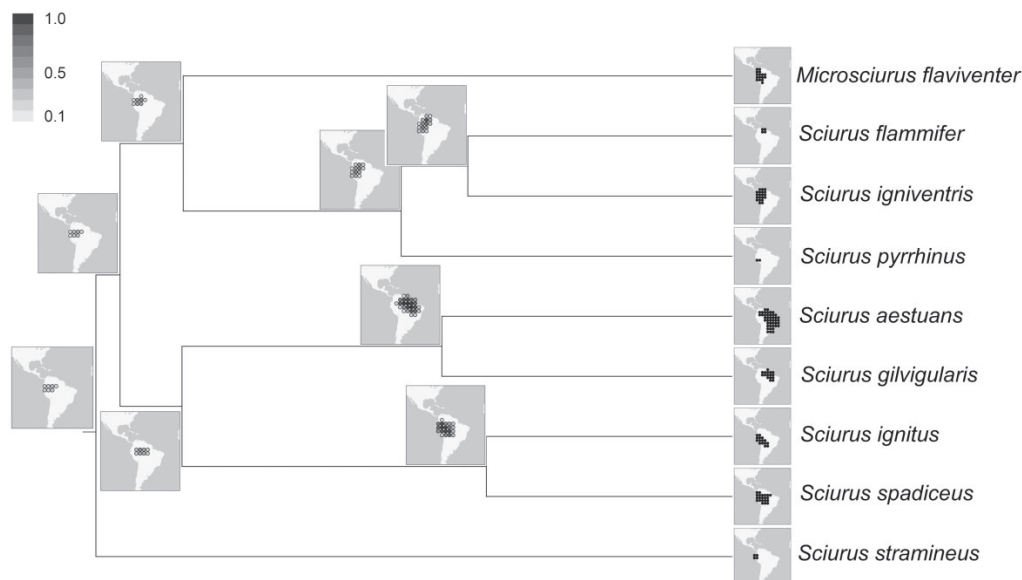 1.0
0.5
0.1
Microsciurus flaviventer
Sciurus flammifer
Sciurus igniventris
Sciurus pyrrhinus
Sciurus aestuans
Sciurus gilvigularis
Sciurus ignitus
Sciurus spadiceus
Sciurus stramineus